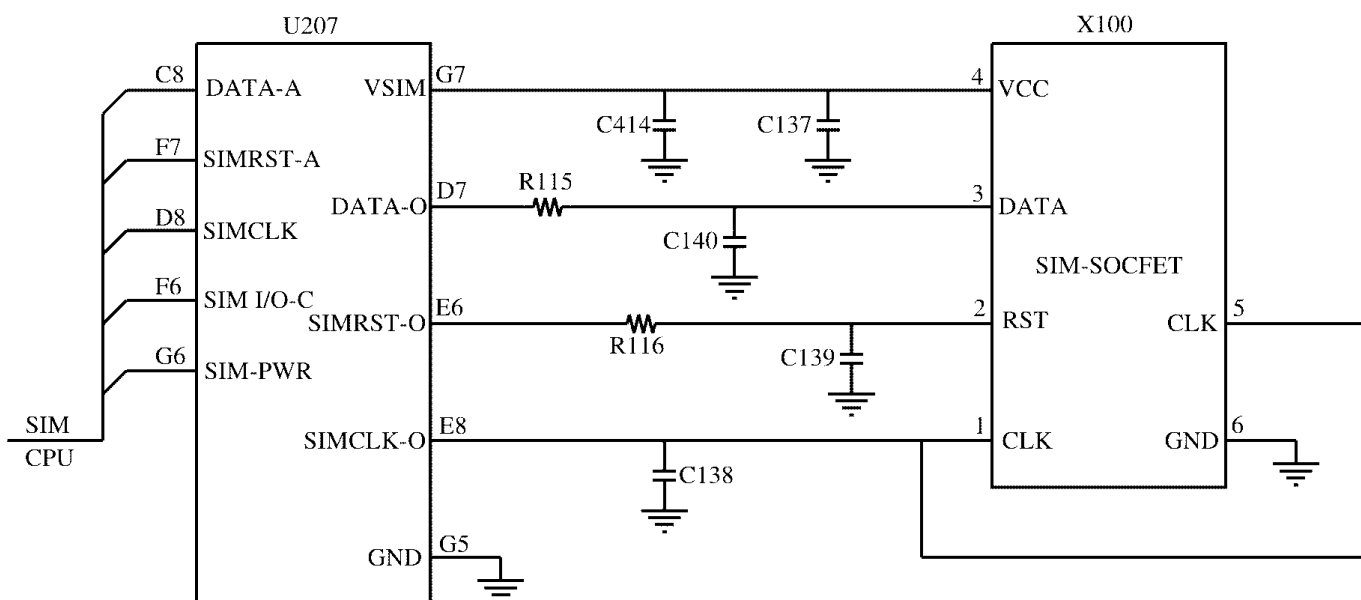 U207
X100
C8
DATA-A
VSIM
G7
4
VCC
C414
C137
F7
SIMRST-A
D7
R115
3
DATA-O
DATA
D8
SIMCLK
C140
SIM-SOCFET
F6
SIM I/O-C
E6
2
5
SIMRST-O
RST
CLK
R116
C139
G6
SIM-PWR
SIM
CPU
E8
1
6
SIMCLK-O
CLK
GND
C138
G5
GND